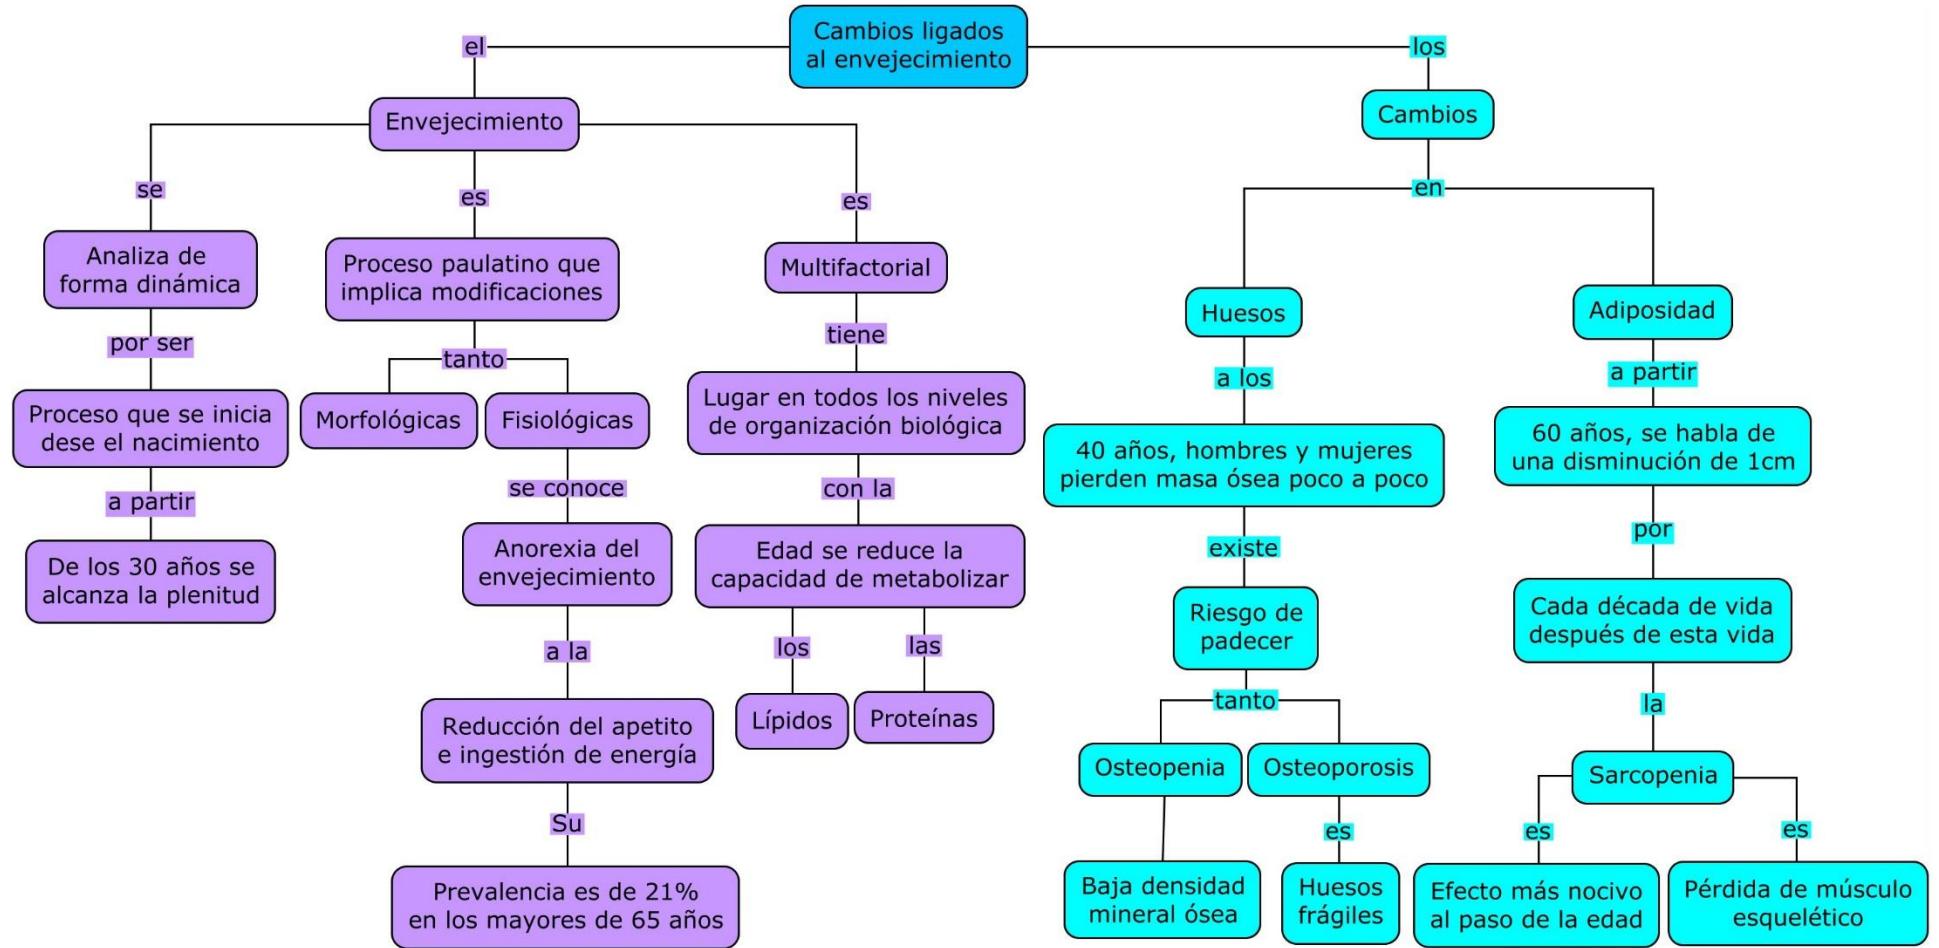 Cambios ligados
al envejecimiento
el
Envejecimiento
se
Analiza de
forma dinámica
por ser
Proceso que se inicia
dese el nacimiento
a partir
De los 30 años se
alcanza la plenitud
es
Proceso paulatino que
implica modificaciones
tanto
Morfológicas
Fisiológicas
se conoce
Anorexia del
envejecimiento
a la
Reducción del apetito
e ingestión de energía
Su
Prevalencia es de 21%
en los mayores de 65 años
es
Multifactorial
tiene
Lugar en todos los niveles
de organización biológica
con la
Edad se reduce la
capacidad de metabolizar
los
Lípidos
las
Proteínas
los
Cambios
en
Huesos
a los
40 años, hombres y mujeres
pierden masa ósea poco a poco
existe
Riesgo de
padecer
tanto
Osteopenia
Baja densidad
mineral ósea
Osteoporosis
es
Huesos
frágiles
Adiposidad
a partir
60 años, se habla de
una disminución de 1cm
por
Cada década de vida
después de esta vida
la
Sarcopenia
es
Efecto más nocivo
al paso de la edad
es
Pérdida de músculo
esquelético